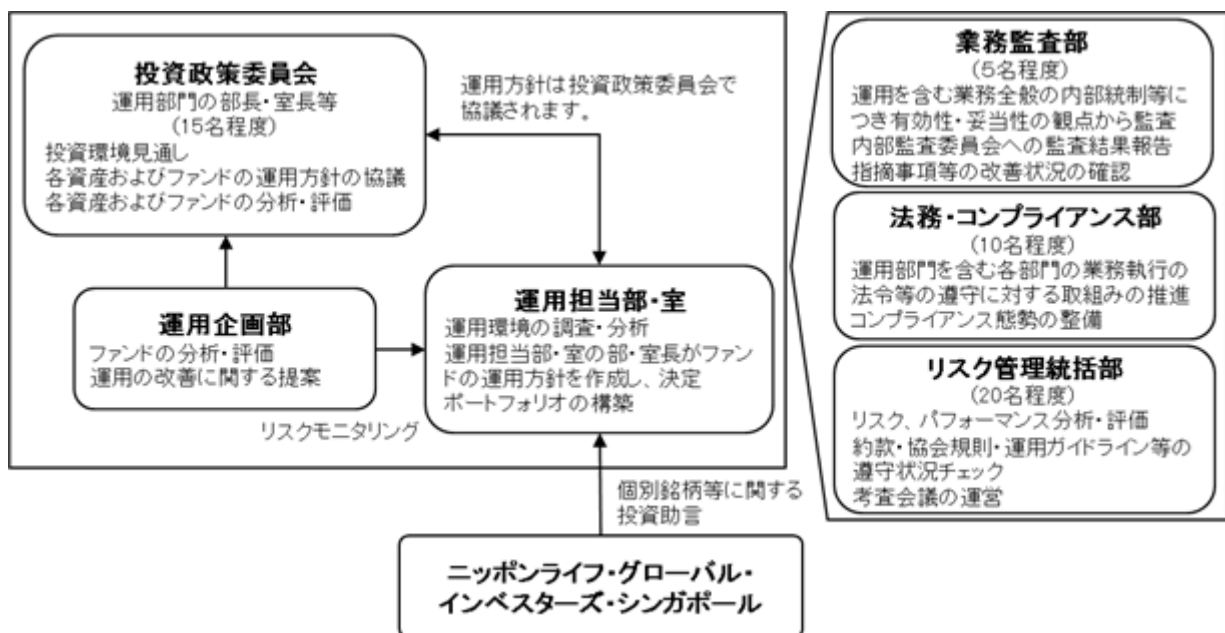 投資政策委員会
運用部門の部長・室長等
(15名程度)
投資環境見通し
各資産およびファンドの運用方針の協議
各資産およびファンドの分析・評価
運用方針は投資政策委員会で
協議されます。
運用企画部
ファンドの分析・評価
運用の改善に関する提案
運用担当部・室
運用環境の調査・分析
運用担当部・室の部・室長がファン
ドの運用方針を作成し、決定
ポートフォリオの構築
リスクモニタリング
個別銘柄等に関する
投資助言
ニッポンライフ・グローバル・
インベスターズ・シンガポール
業務監査部
(5名程度)
運用を含む業務全般の内部統制等に
つき有効性・妥当性の観点から監査
内部監査委員会への監査結果報告
指摘事項等の改善状況の確認
法務・コンプライアンス部
(10名程度)
運用部門を含む各部門の業務執行の
法令等の遵守に対する取組みの推進
コンプライアンス態勢の整備
リスク管理統括部
(20名程度)
リスク、パフォーマンス分析・評価
約款・協会規則・運用ガイドライン等の
遵守状況チェック
考査会議の運営